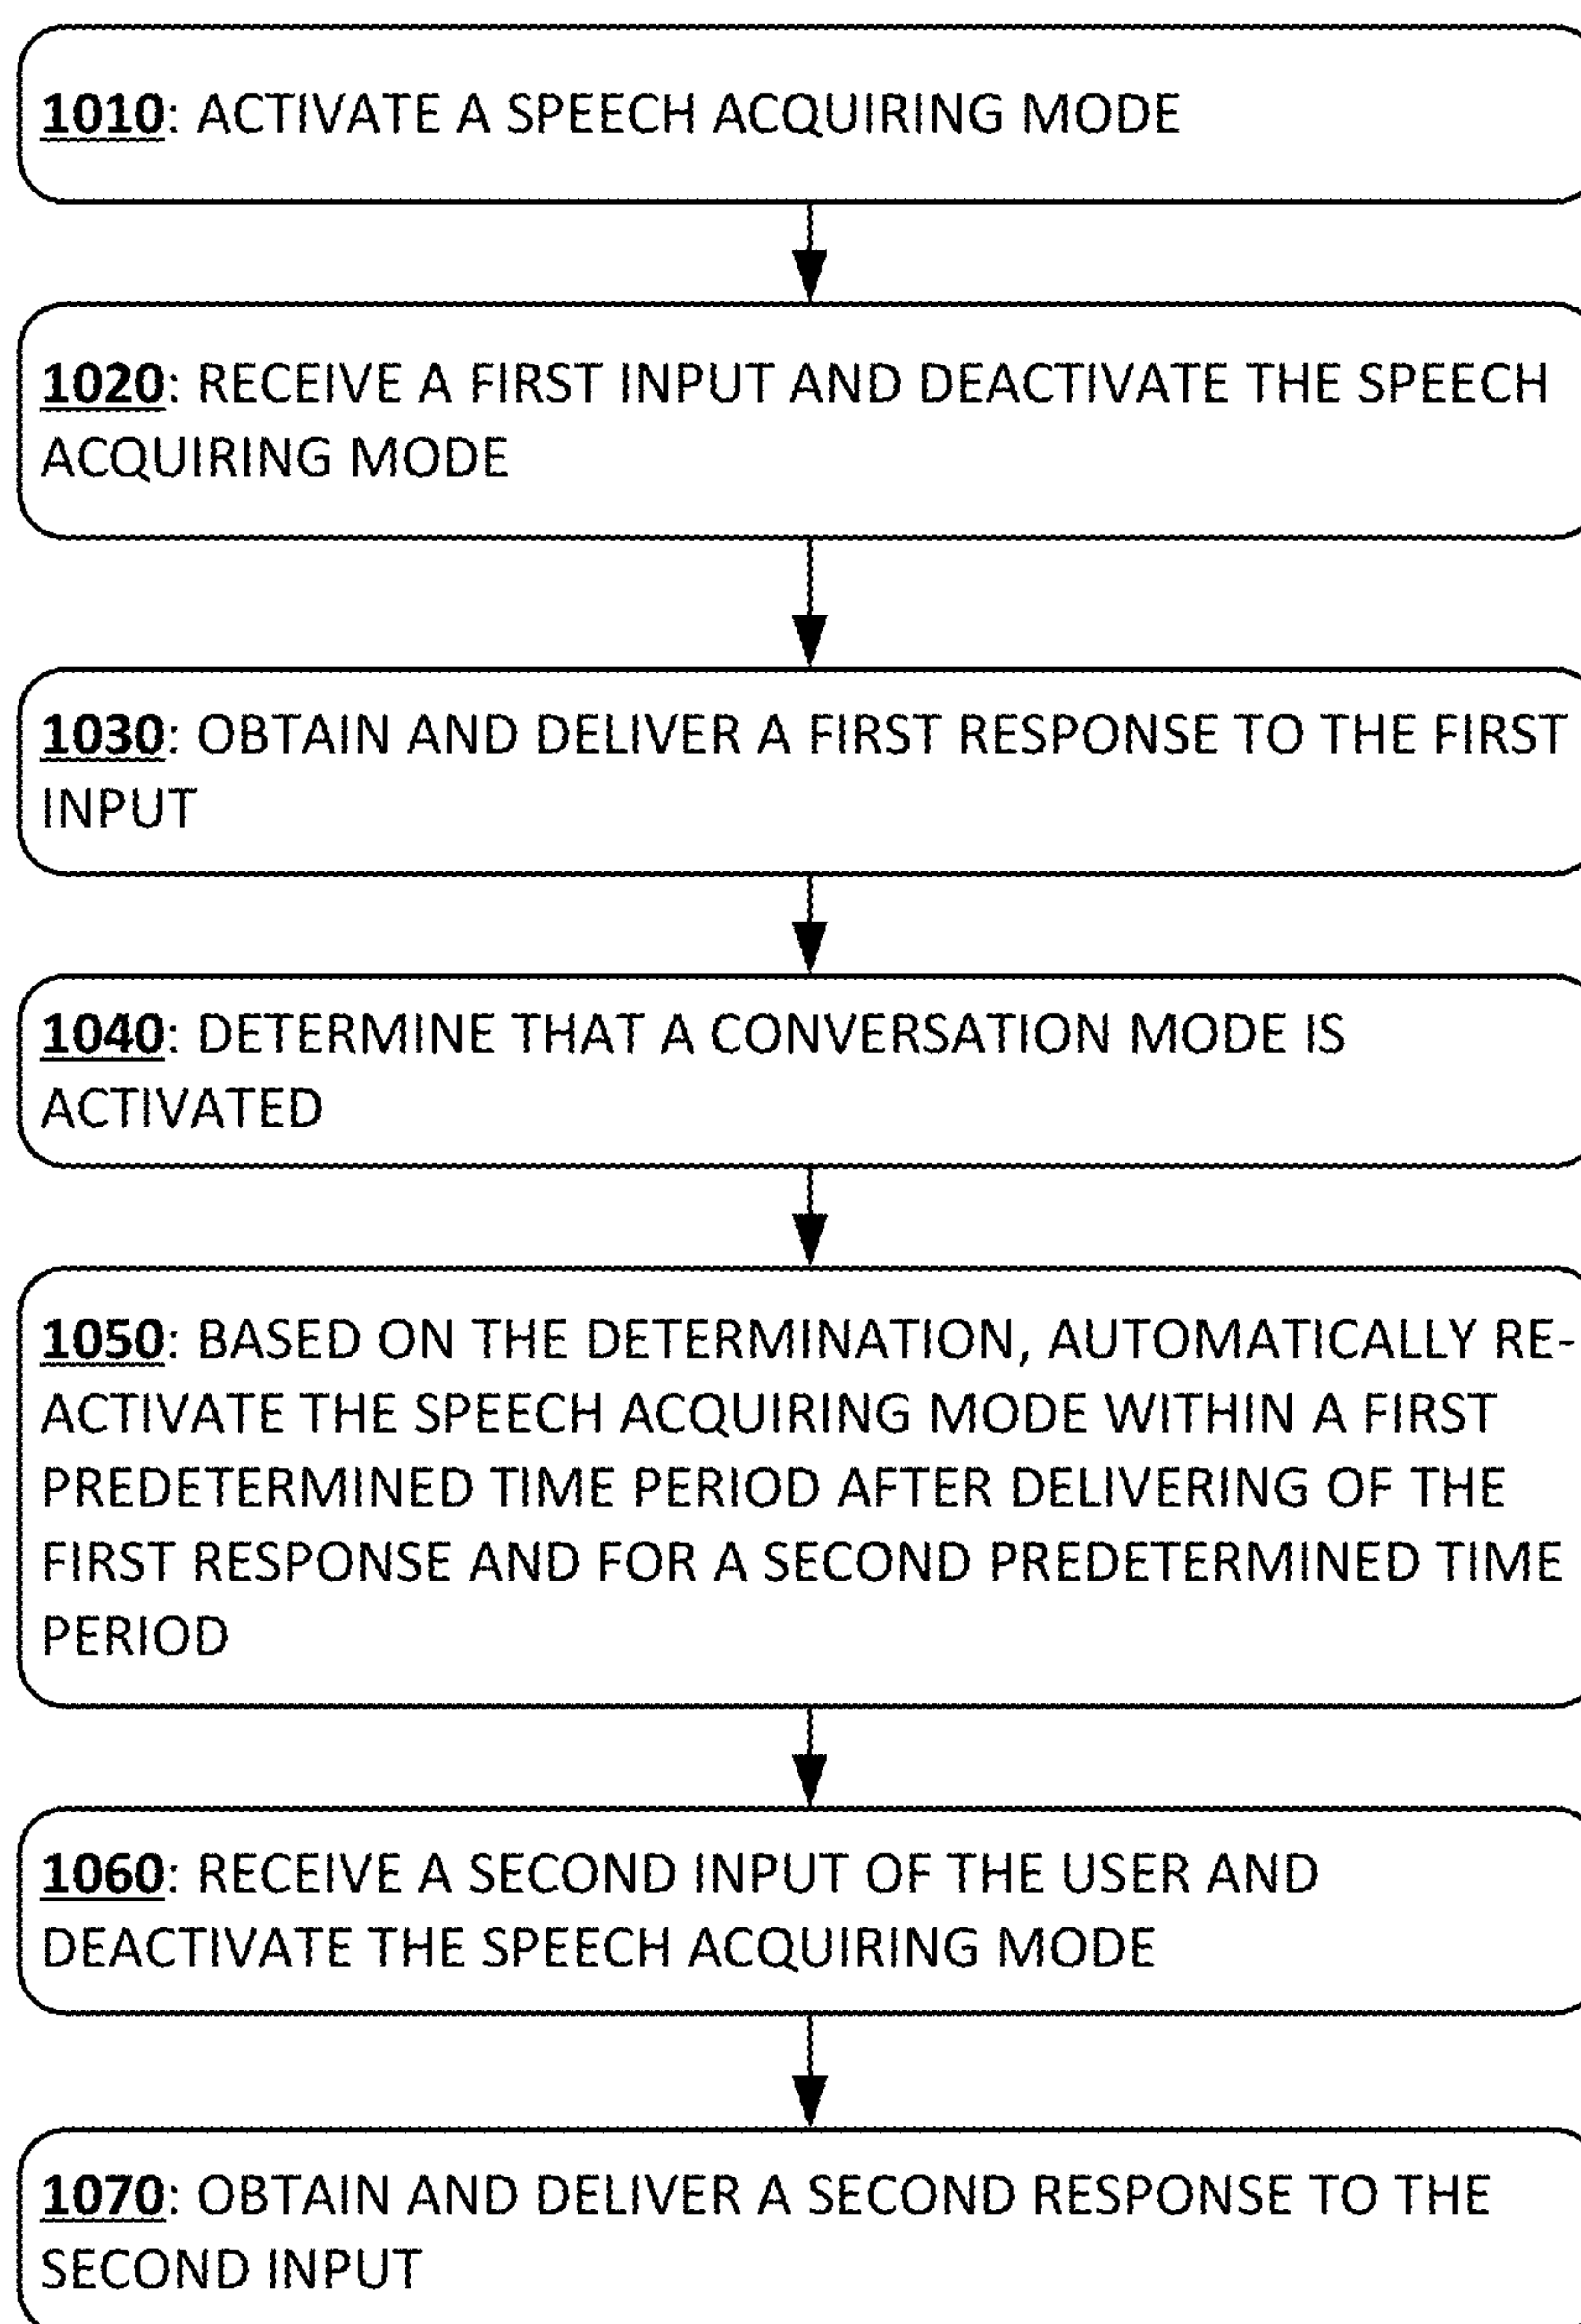 1010: ACTIVATE A SPEECH ACQUIRING MODE
1020: RECEIVE A FIRST INPUT AND DEACTIVATE THE SPEECH
ACQUIRING MODE
1030: OBTAIN AND DELIVER A FIRST RESPONSE TO THE FIRST
INPUT
1040: DETERMINE THAT A CONVERSATION MODE IS
ACTIVATED
1050: BASED ON THE DETERMINATION, AUTOMATICALLY RE-
ACTIVATE THE SPEECH ACQUIRING MODE WITHIN A FIRST
PREDETERMINED TIME PERIOD AFTER DELIVERING OF THE
FIRST RESPONSE AND FOR A SECOND PREDETERMINED TIME
PERIOD
1060: RECEIVE A SECOND INPUT OF THE USER AND
DEACTIVATE THE SPEECH ACQUIRING MODE
1070: OBTAIN AND DELIVER A SECOND RESPONSE TO THE
SECOND INPUT